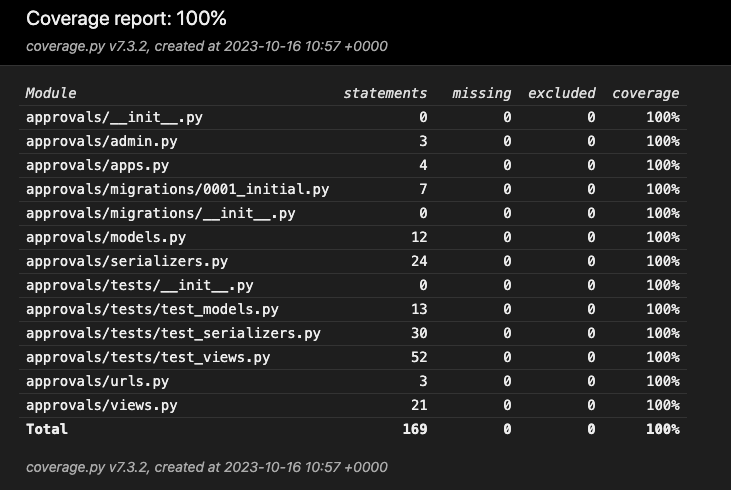 Coverage report: 100%
coverage.py v7.3.2, created at 2023-10-16 10:57 +0000
Module statements missing excluded coverage
approvals/__init__.py 0 0 0 100%
approvals/admin.py 3 0 0 100%
approvals/apps.py 4 0 0 100%
approvals/migrations/0001_initial.py 7 0 0 100%
approvals/migrations/__init__.py 0 0 0 100%
approvals/models.py 12 0 0 100%
approvals/serializers.py 24 0 0 100%
approvals/tests/__init__.py 0 0 0 100%
approvals/tests/test_models.py 13 0 0 100%
approvals/tests/test_serializers.py 30 0 0 100%
approvals/tests/test_views.py 52 0 0 100%
approvals/urls.py 3 0 0 100%
approvals/views.py 21 0 0 100%
Total 169 0 0 100%
coverage.py v7.3.2, created at 2023-10-16 10:57 +0000